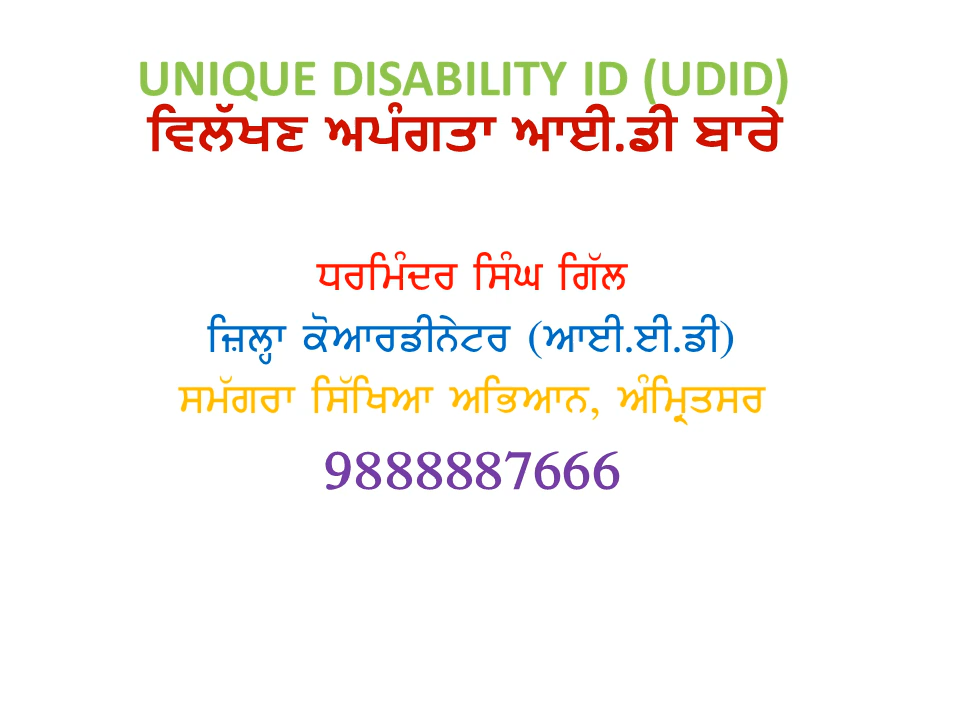 UNIQUE DISABILITY ID (UDID)
ਵਿਲੱਖਣ ਅਪੰਗਤਾ ਆਈ.ਡੀ ਬਾਰੇ
ਧਰਮਿੰਦਰ ਸਿੰਘ ਗਿੱਲ
ਜ਼ਿਲ੍ਹਾ ਕੋਆਰਡੀਨੇਟਰ (ਆਈ.ਈ.ਡੀ)
ਸਮੱਗਰਾ ਸਿੱਖਿਆ ਅਭਿਆਨ, ਅੰਮ੍ਰਿਤਸਰ
9888887666